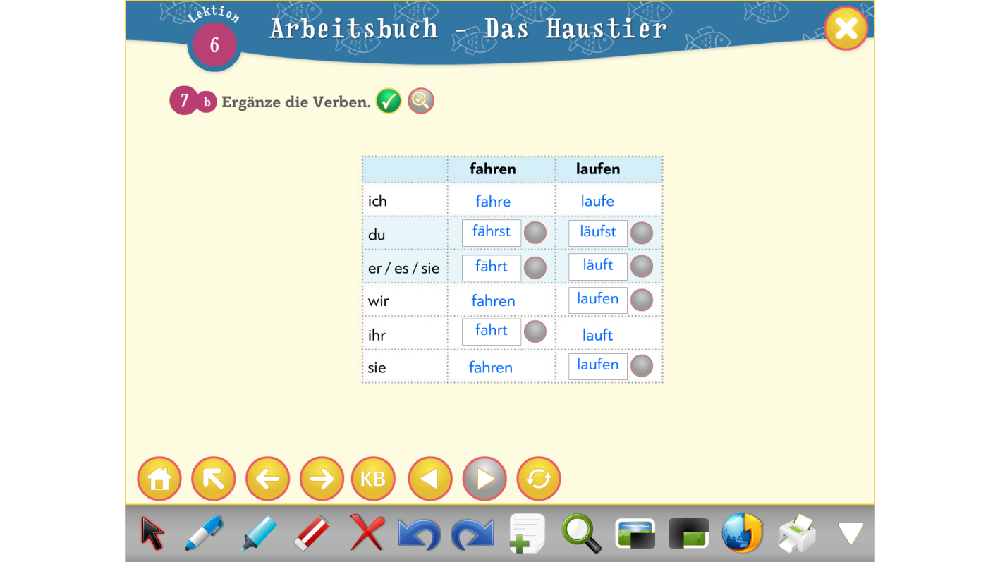 Lektion
6
Arbeitsbuch – Das Haustier
7 b Ergänze die Verben.
fahren laufen
ich fahre laufe
du fährst läufst
er / es / sie fährt läuft
wir fahren laufen
ihr fahrt lauft
sie fahren laufen
KB